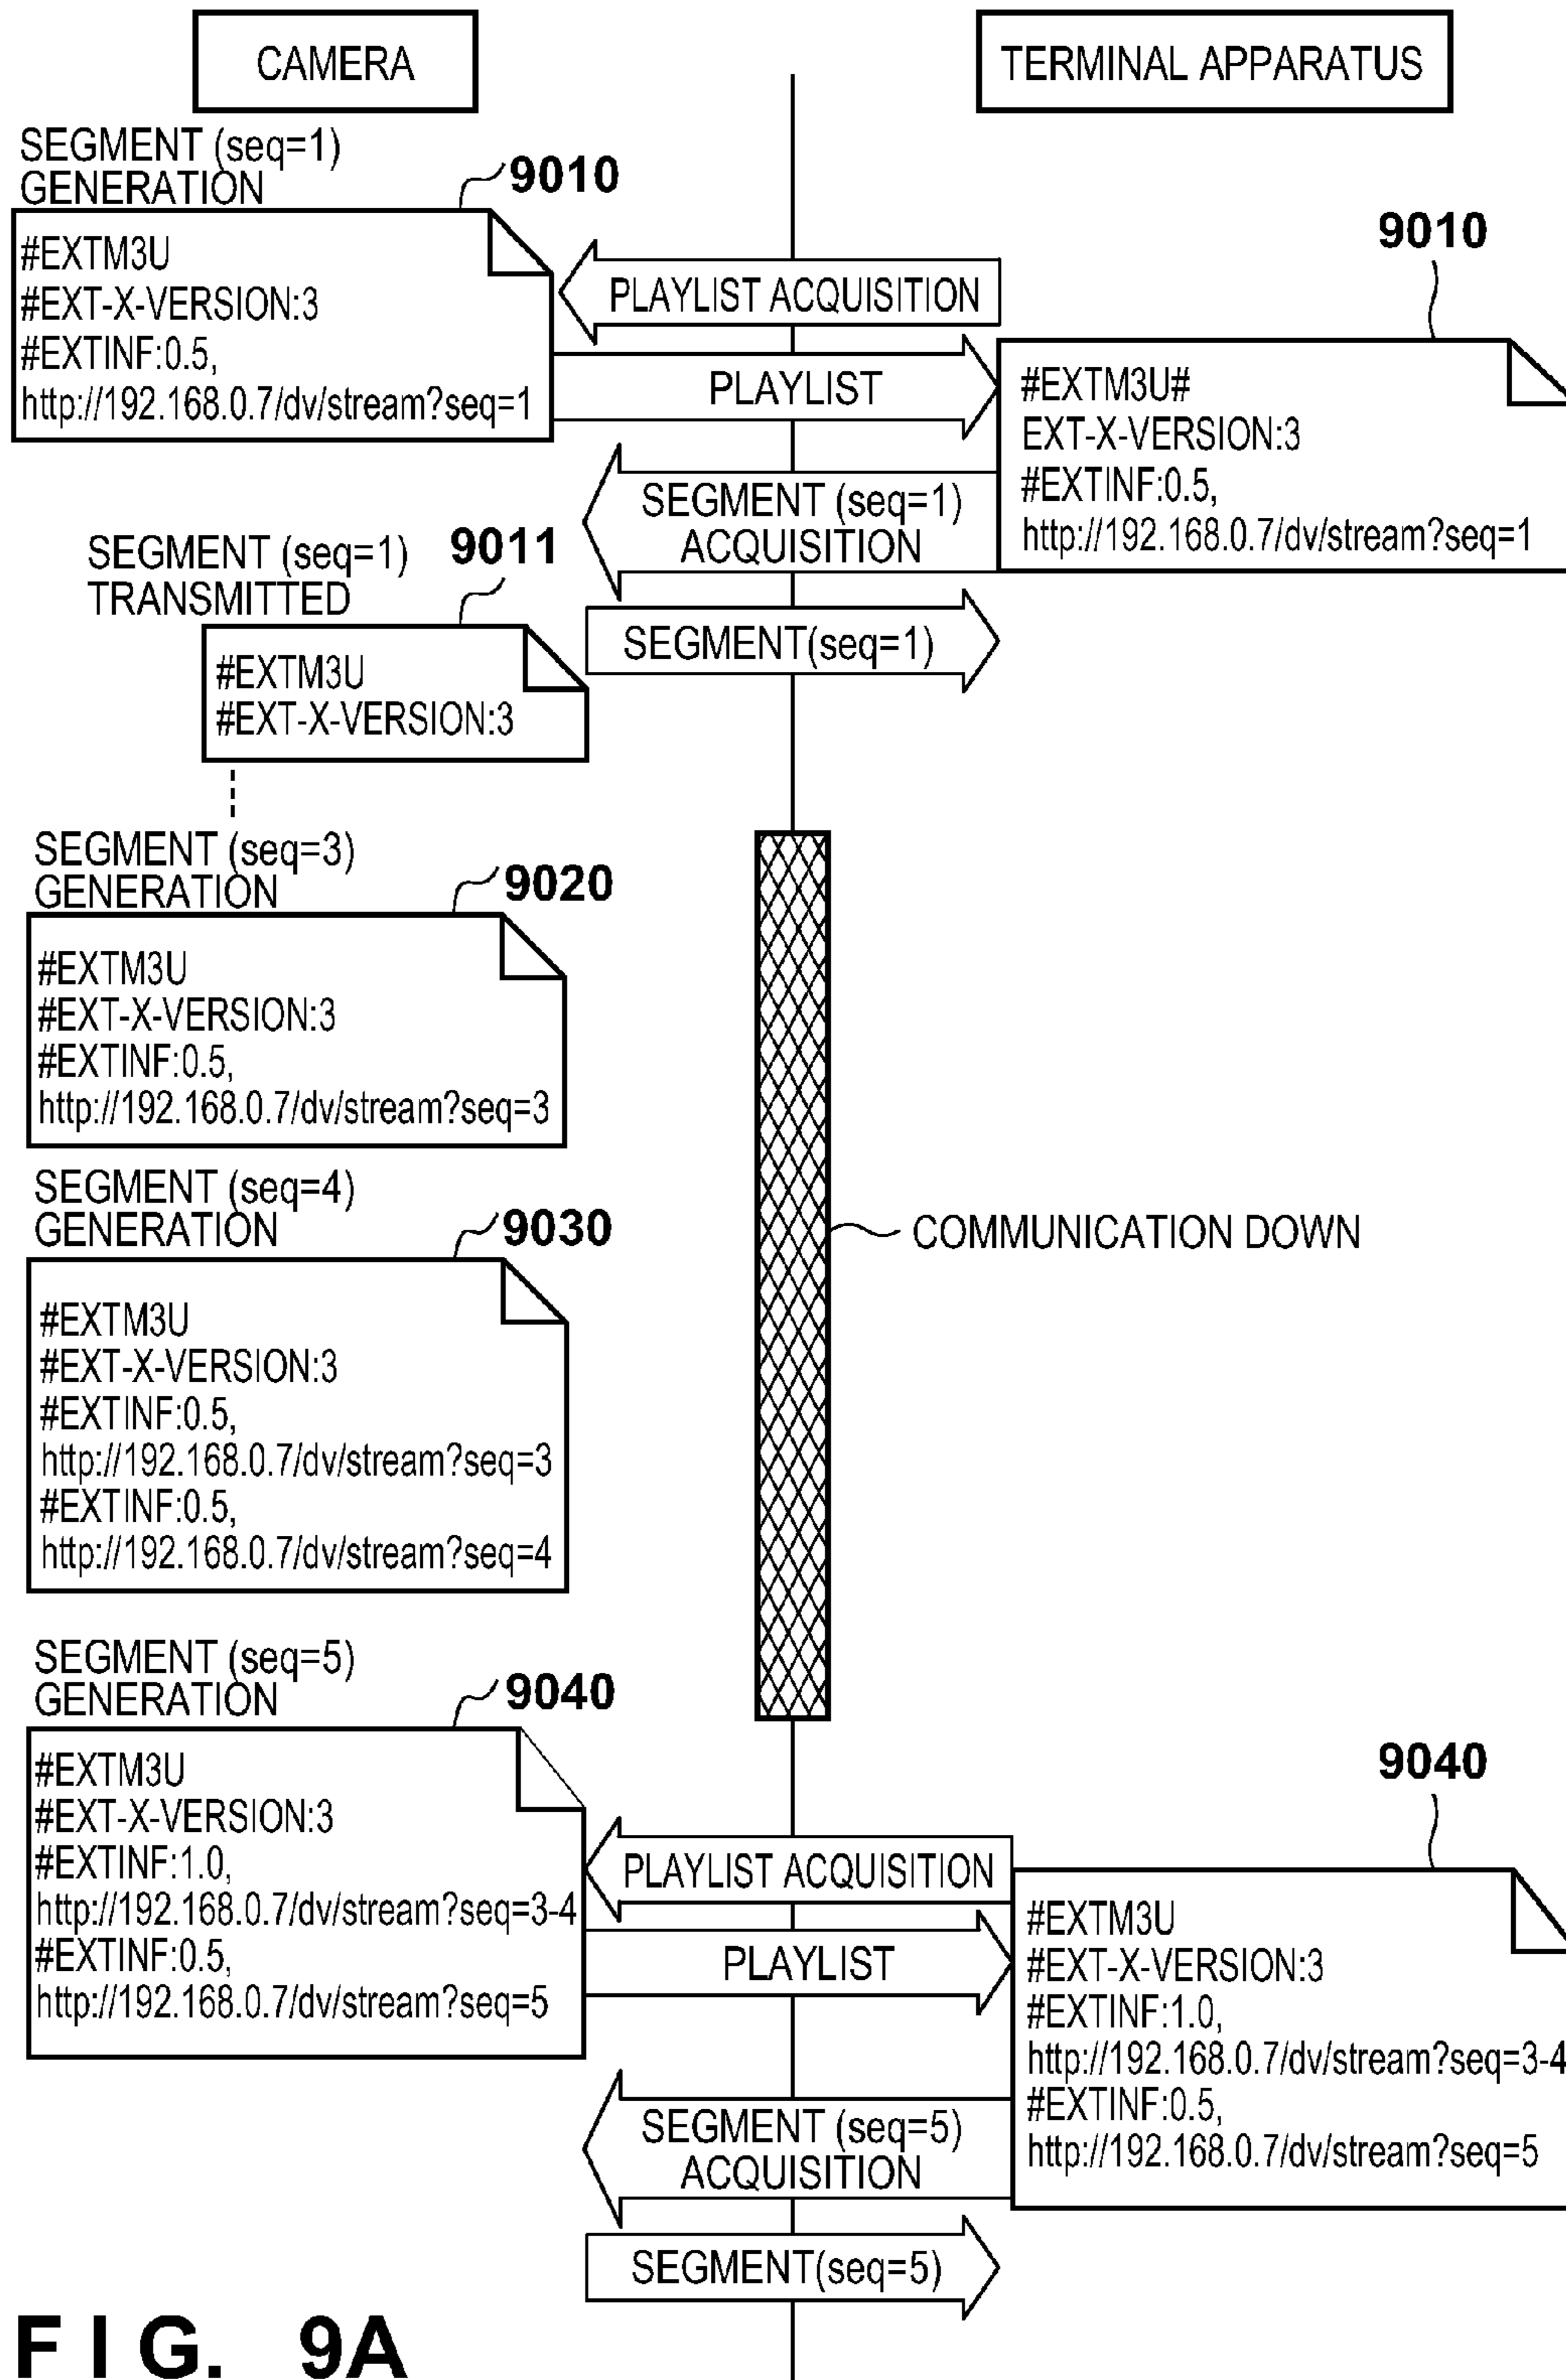 CAMERA
TERMINAL APPARATUS
SEGMENT (seq=1)
GENERATION
9010
#EXTM3U
#EXT-X-VERSION:3
#EXTINF:0.5,
http://192.168.0.7/dv/stream?seq=1
PLAYLIST ACQUISITION
PLAYLIST
9010
#EXTM3U#
EXT-X-VERSION:3
#EXTINF:0.5,
http://192.168.0.7/dv/stream?seq=1
SEGMENT (seq=1)
ACQUISITION
SEGMENT (seq=1)
TRANSMITTED
9011
#EXTM3U
#EXT-X-VERSION:3
SEGMENT(seq=1)
SEGMENT (seq=3)
GENERATION
9020
#EXTM3U
#EXT-X-VERSION:3
#EXTINF:0.5,
http://192.168.0.7/dv/stream?seq=3
SEGMENT (seq=4)
GENERATION
9030
COMMUNICATION DOWN
#EXTM3U
#EXT-X-VERSION:3
#EXTINF:0.5,
http://192.168.0.7/dv/stream?seq=3
#EXTINF:0.5,
http://192.168.0.7/dv/stream?seq=4
SEGMENT (seq=5)
GENERATION
9040
#EXTM3U
#EXT-X-VERSION:3
#EXTINF:1.0,
http://192.168.0.7/dv/stream?seq=3-4
#EXTINF:0.5,
http://192.168.0.7/dv/stream?seq=5
PLAYLIST ACQUISITION
PLAYLIST
9040
#EXTM3U
#EXT-X-VERSION:3
#EXTINF:1.0,
http://192.168.0.7/dv/stream?seq=3-4
#EXTINF:0.5,
http://192.168.0.7/dv/stream?seq=5
SEGMENT (seq=5)
ACQUISITION
SEGMENT(seq=5)
FIG. 9A